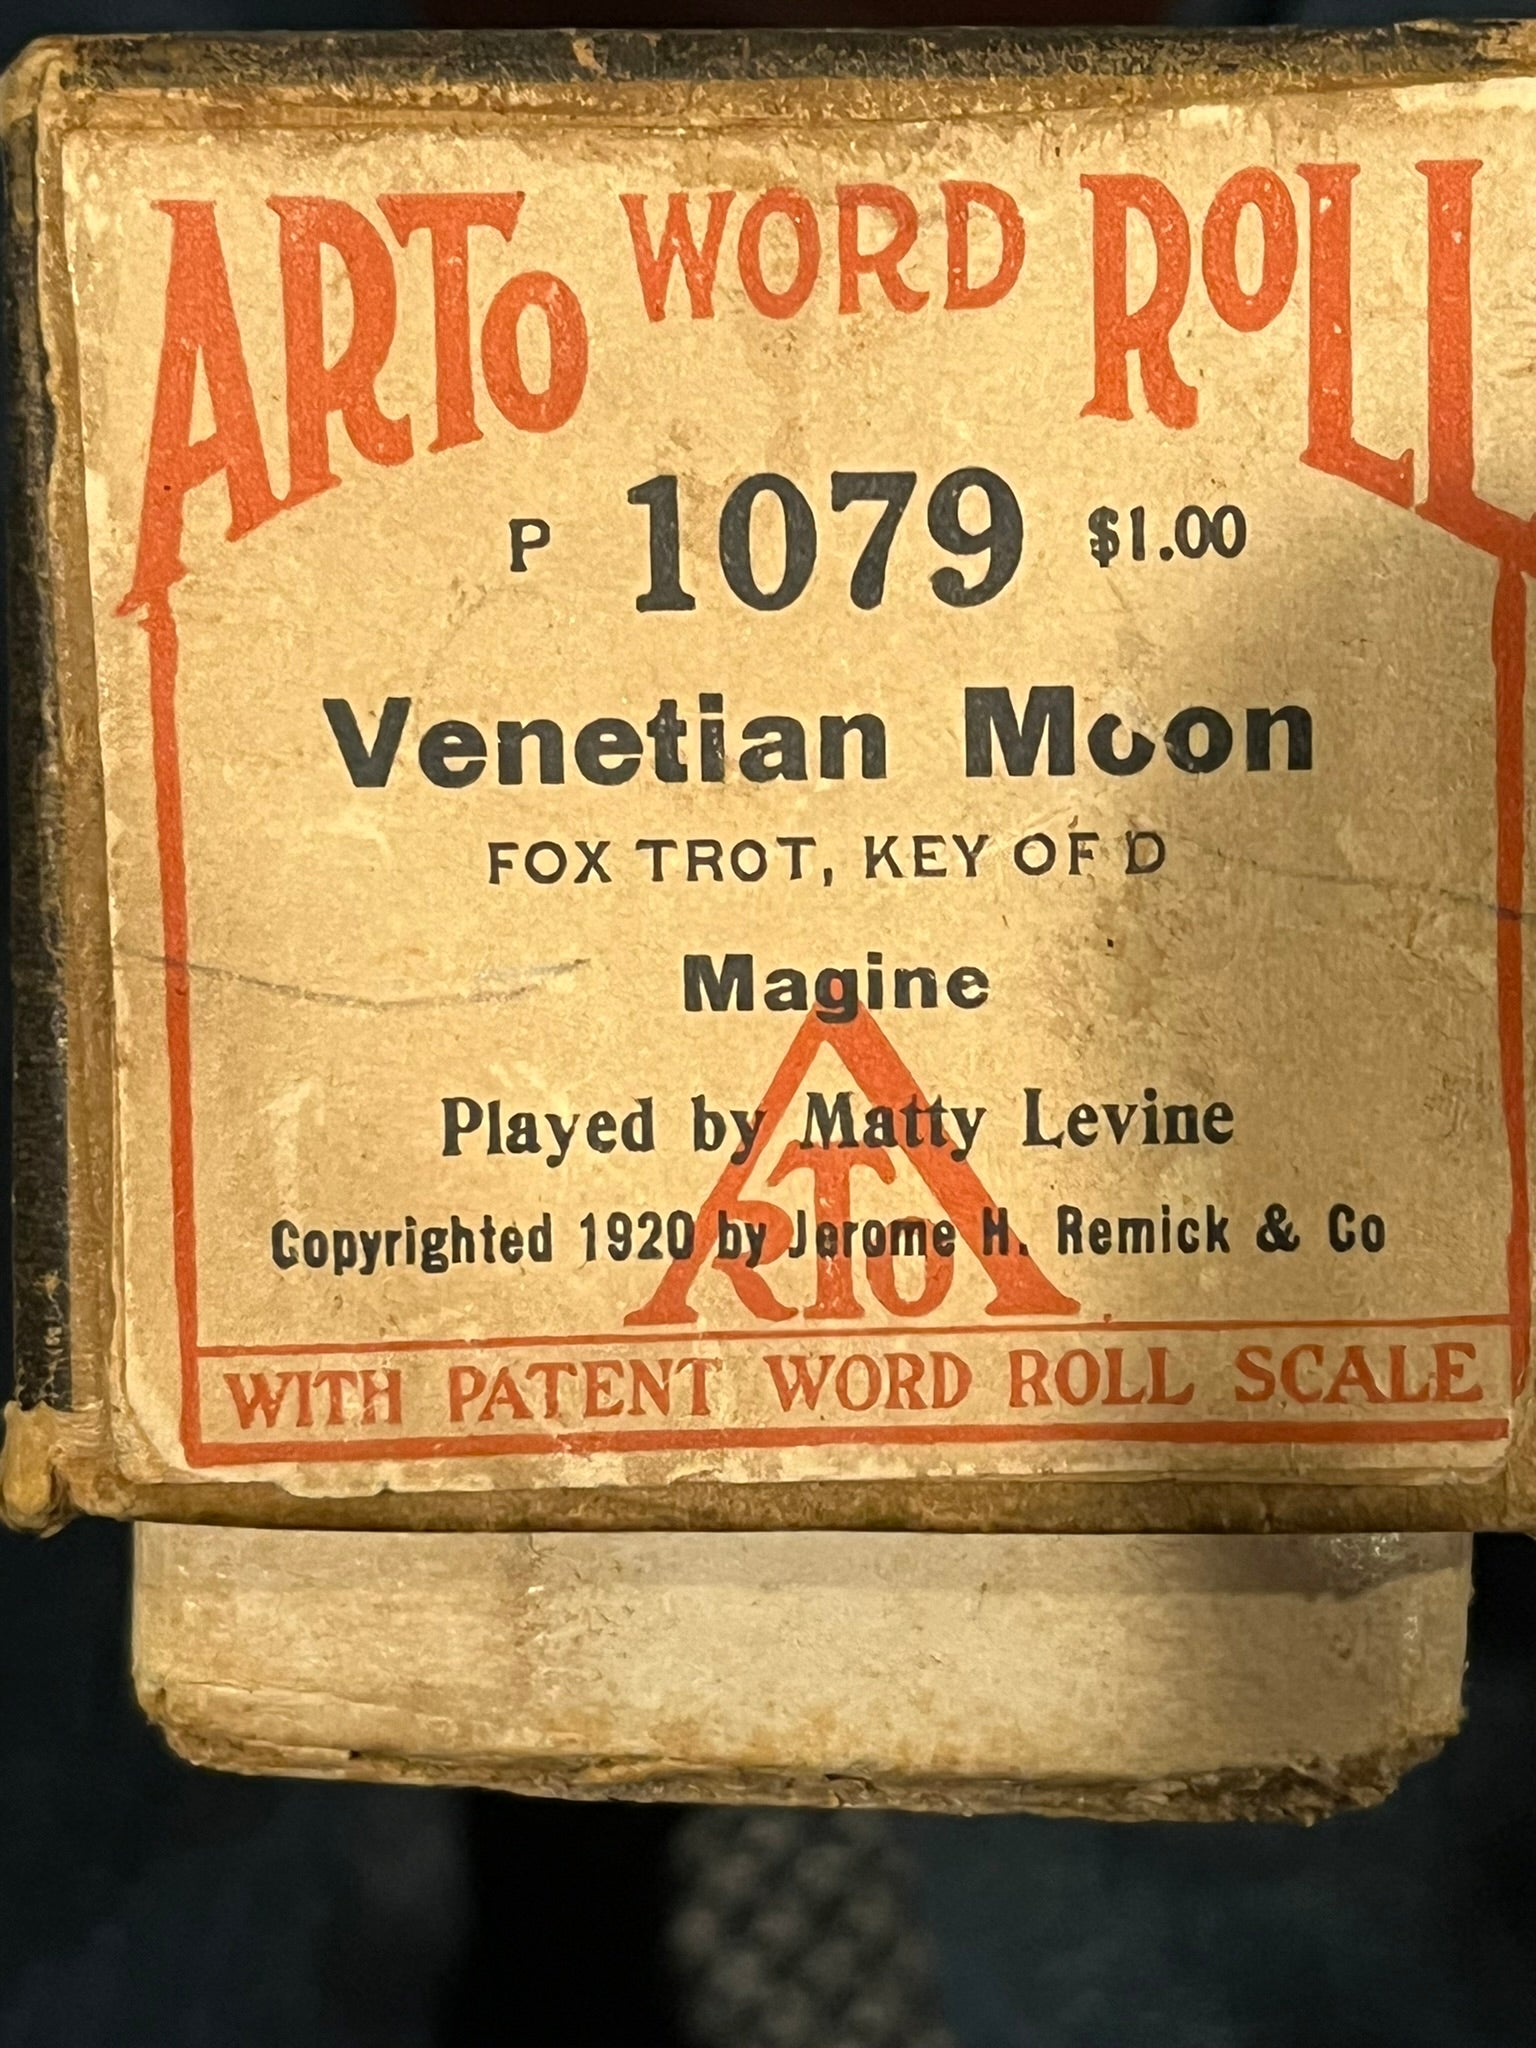 ARTO WORD ROLL
P 1079 $1.00
Venetian Moon
FOX TROT, KEY OF D
Magine
Played by Matty Levine
ARTO
Copyrighted 1920 by Jerome H. Remick & Co
WITH PATENT WORD ROLL SCALE